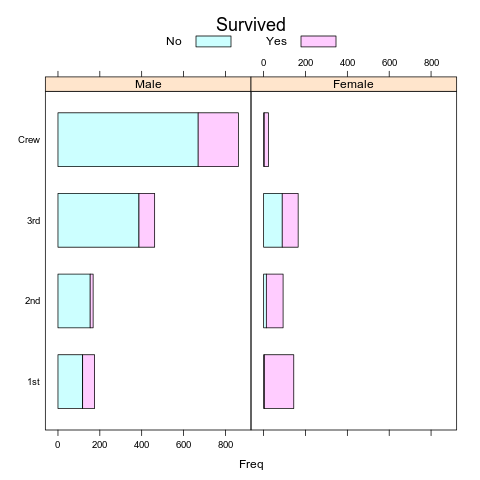 Survived
No Yes
0 200 400 600 800
Male Female
Crew
3rd
2nd
1st
0 200 400 600 800
Freq